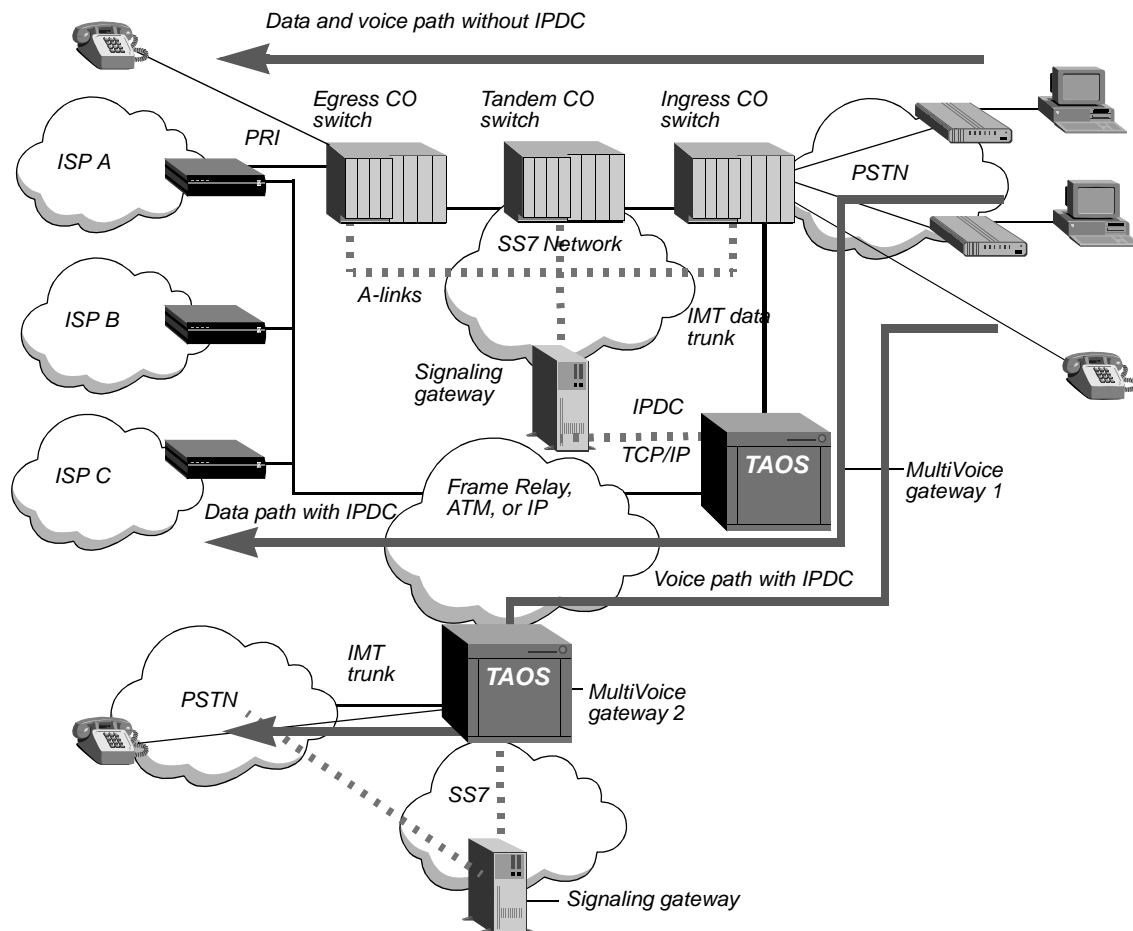 Data and voice path without IPDC
Egress CO
switch
Tandem CO
switch
Ingress CO
switch
PRI
ISP A
PSTN
SS7 Network
A-links
ISP B
IMT data
trunk
Signaling
gateway
IPDC
TCP/IP
ISP C
TAOS
MultiVoice
gateway 1
Frame Relay,
ATM, or IP
Data path with IPDC
Voice path with IPDC
IMT
trunk
TAOS
PSTN
MultiVoice
gateway 2
SS7
Signaling gateway